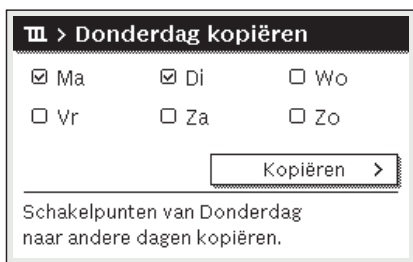 > Donderdag kopiëren
Ma Di Wo
Vr Za Zo
Kopiëren >
Schakelpunten van Donderdag
naar andere dagen kopiëren.